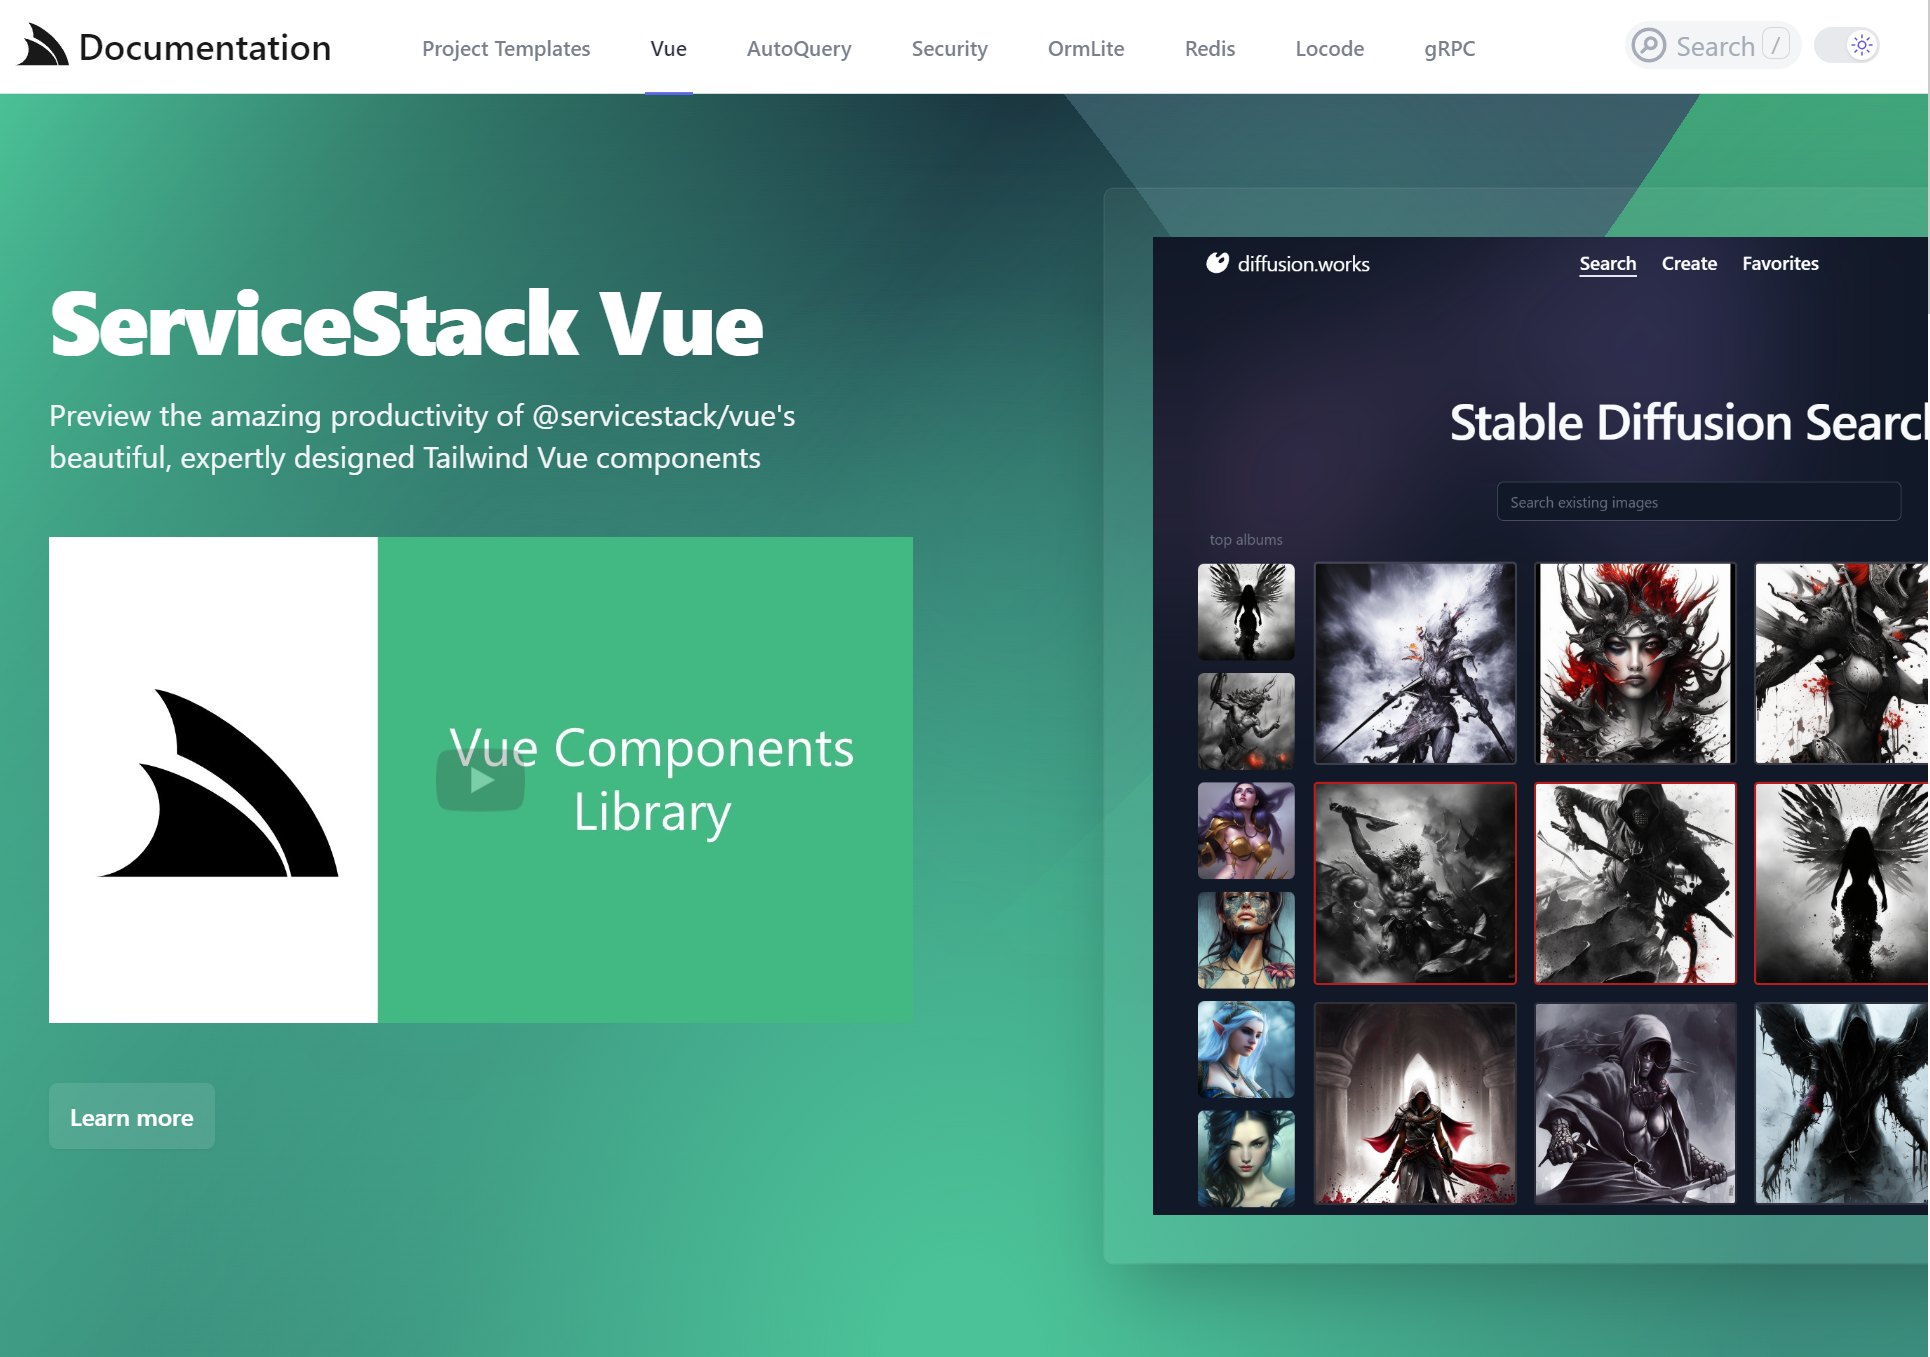 Documentation
Project Templates
Vue
AutoQuery
Security
OrmLite
Redis
Locode
gRPC
Search /
ServiceStack Vue
Preview the amazing productivity of @servicestack/vue's
beautiful, expertly designed Tailwind Vue components
Vue Components
Library
Learn more
diffusion.works
Search
Create
Favorites
Stable Diffusion Searc
Search existing images
top albums